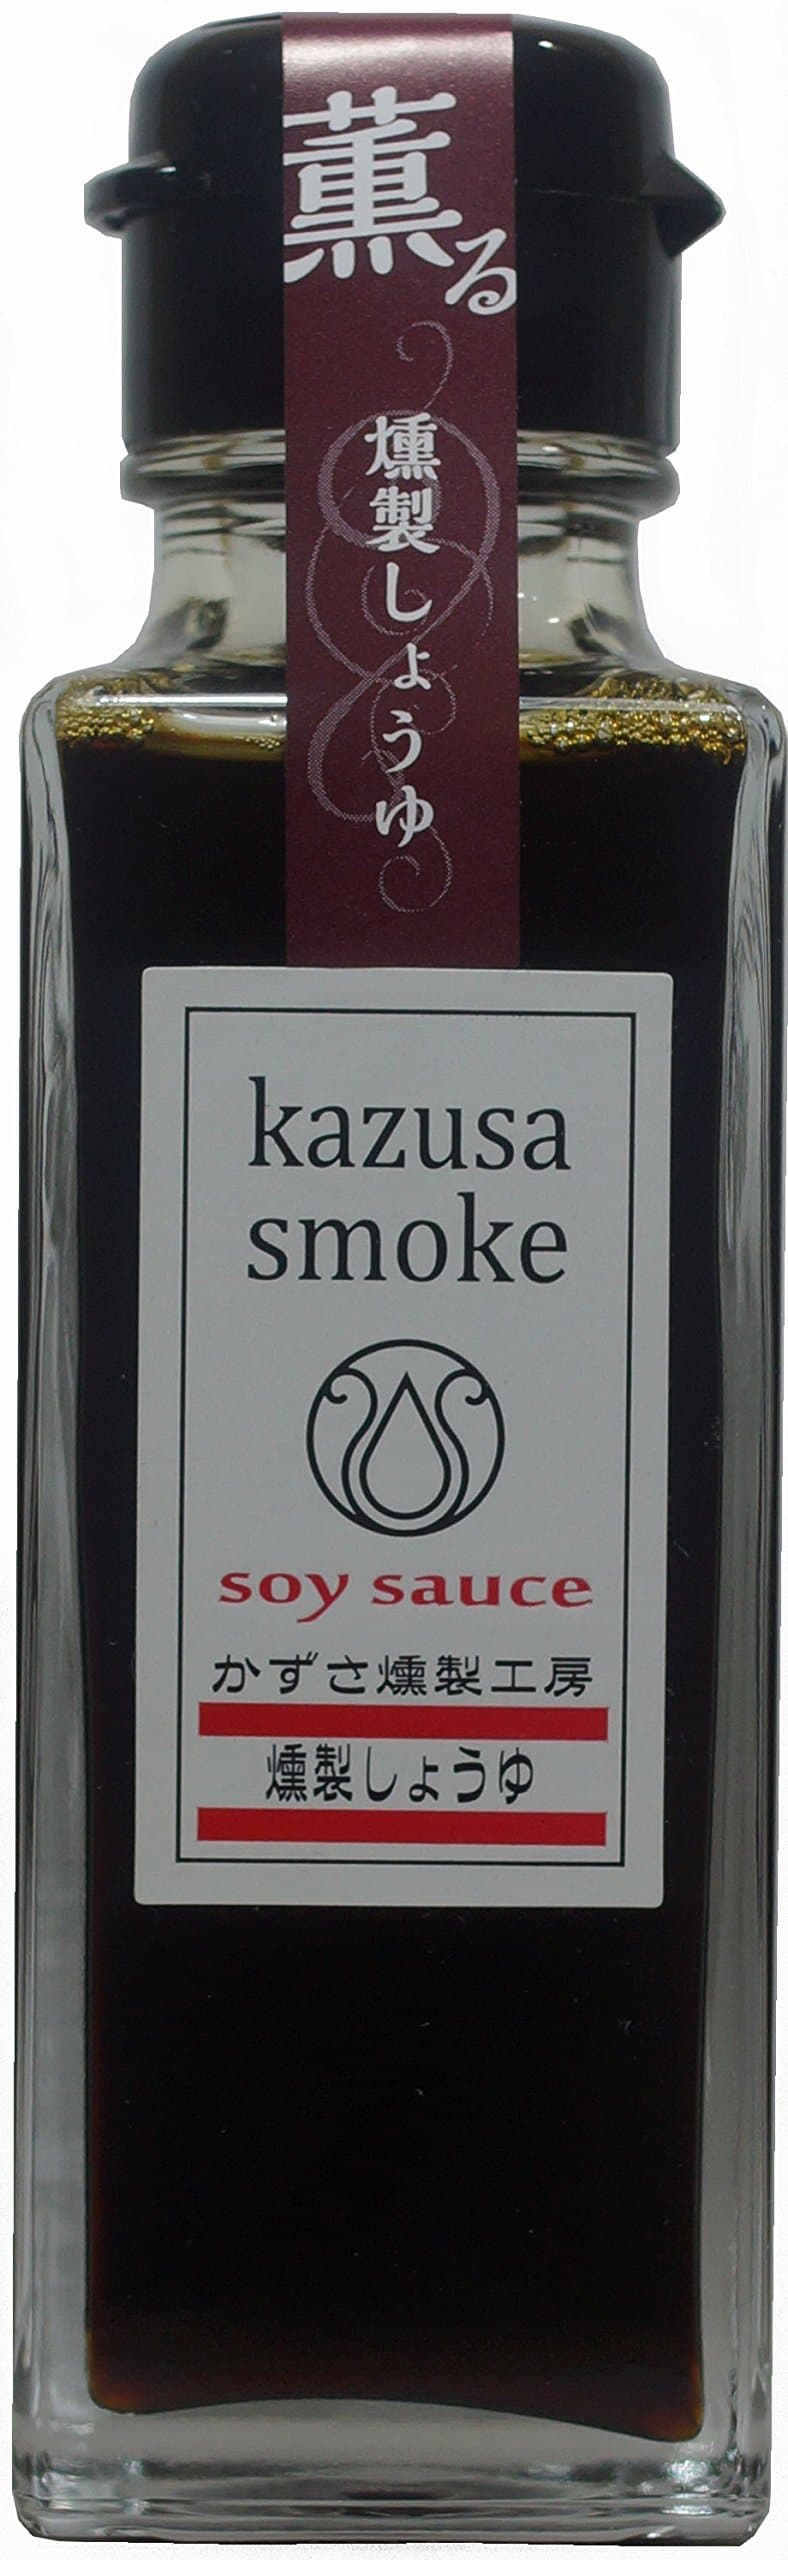 薫る
燻製しょうゆ
kazusa
smoke
soy sauce
かずさ燻製工房
燻製しょうゆ